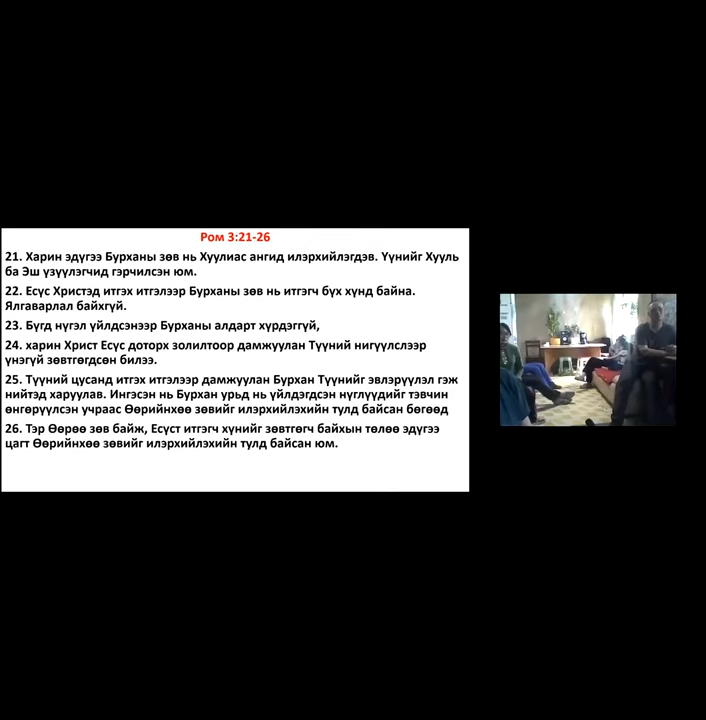 Ром 3:21-26
21. Харин эдүгээ Бурханы зөв нь Хуулиас ангид илэрхийлэгдэв. Үүнийг Хууль
ба Эш үзүүлэгчид гэрчилсэн юм.
22. Есүс Христэд итгэх итгэлээр Бурханы зөв нь итгэгч бүх хүнд байна.
Ялгаварлал байхгүй.
23. Бүгд нүгэл үйлдсэнээр Бурханы алдарт хүрдэггүй,
24. харин Христ Есүс доторх золилтоор дамжуулан Түүний нигүүлслээр
үнэгүй зөвтгөгдсөн билээ.
25. Түүний цусанд итгэх итгэлээр дамжуулан Бурхан Түүнийг эвлэрүүлэл гэж
нийтэд харуулав. Ингэсэн нь Бурхан урьд нь үйлдэгдсэн нүглүүдийг тэвчин
өнгөрүүлсэн учраас Өөрийнхөө зөвийг илэрхийлэхийн тулд байсан бөгөөд
26. Тэр Өөрөө зөв байж, Есүст итгэгч хүнийг зөвтгөгч байхын төлөө эдүгээ
цагт Өөрийнхөө зөвийг илэрхийлэхийн тулд байсан юм.